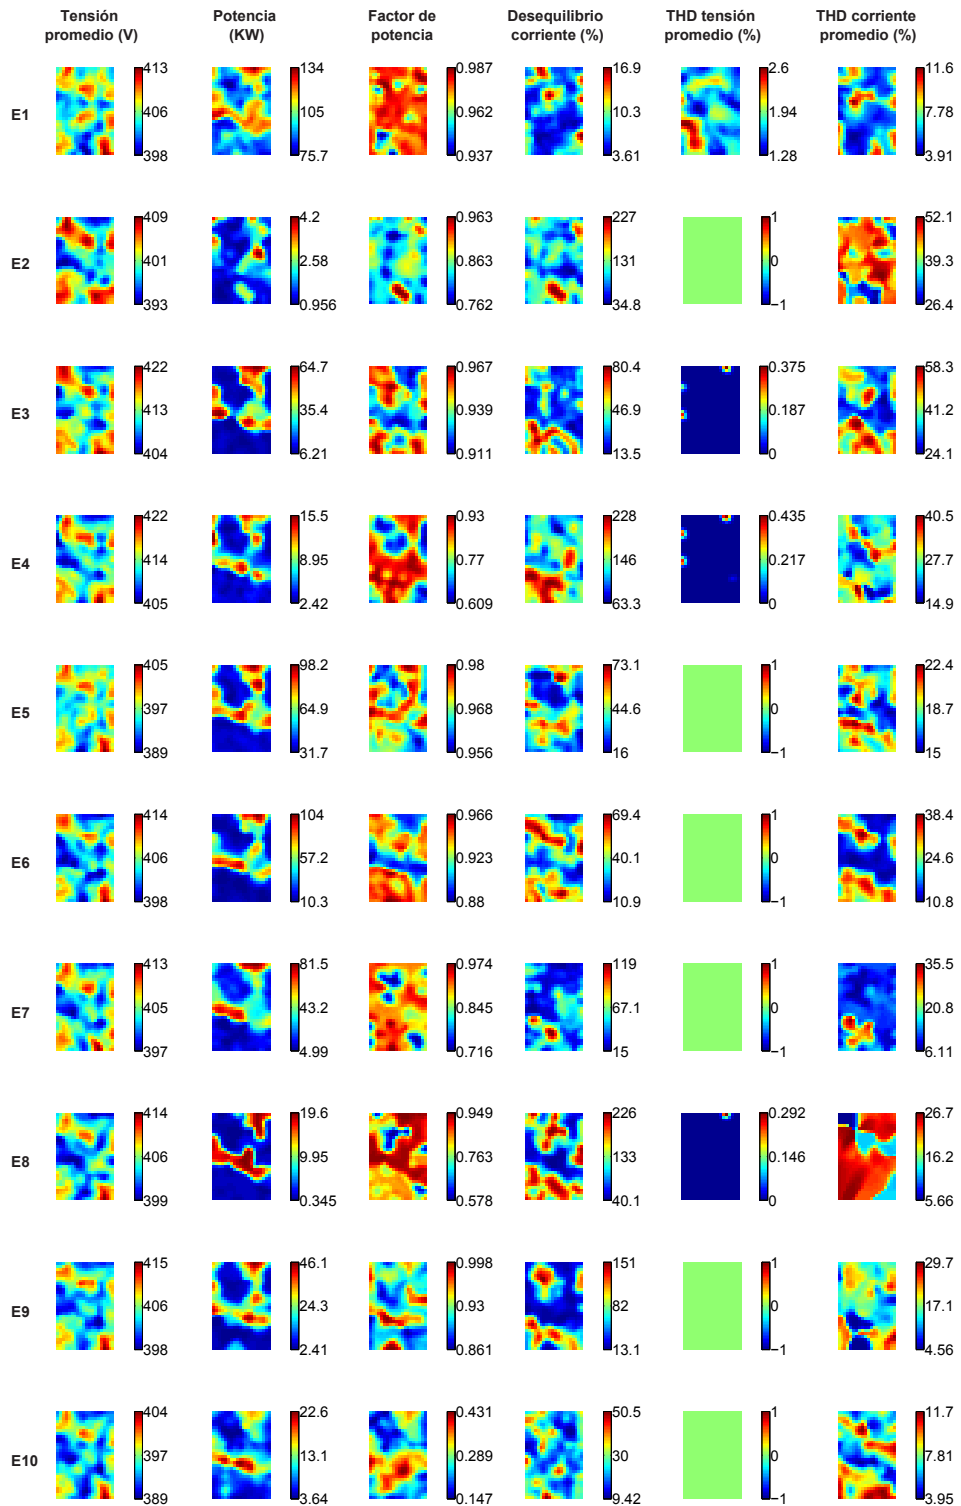 Tensión Potencia Factor de Desequilibrio THD tensión THD corriente
promedio (V) (KW) potencia corriente (%) promedio (%) promedio (%)
413 134 0.987 16.9 2.6 11.6
E1 406 105 0.962 10.3 1.94 7.78
398 75.7 0.937 3.61 1.28 3.91
409 4.2 0.963 227 1 52.1
E2 401 2.58 0.863 131 0 39.3
393 0.956 0.762 34.8 −1 26.4
422 64.7 0.967 80.4 0.375 58.3
E3 413 35.4 0.939 46.9 0.187 41.2
404 6.21 0.911 13.5 0 24.1
422 15.5 0.93 228 0.435 40.5
E4 414 8.95 0.77 146 0.217 27.7
405 2.42 0.609 63.3 0 14.9
405 98.2 0.98 73.1 1 22.4
E5 397 64.9 0.968 44.6 0 18.7
389 31.7 0.956 16 −1 15
414 104 0.966 69.4 1 38.4
E6 406 57.2 0.923 40.1 0 24.6
398 10.3 0.88 10.9 −1 10.8
413 81.5 0.974 119 1 35.5
E7 405 43.2 0.845 67.1 0 20.8
397 4.99 0.716 15 −1 6.11
414 19.6 0.949 226 0.292 26.7
E8 406 9.95 0.763 133 0.146 16.2
399 0.345 0.578 40.1 0 5.66
415 46.1 0.998 151 1 29.7
E9 406 24.3 0.93 82 0 17.1
398 2.41 0.861 13.1 −1 4.56
404 22.6 0.431 50.5 1 11.7
E10 397 13.1 0.289 30 0 7.81
389 3.64 0.147 9.42 −1 3.95